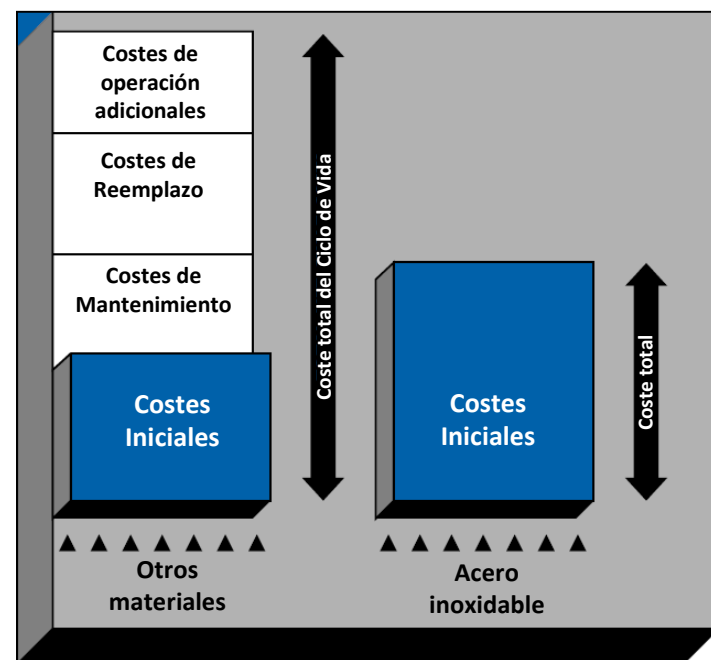 Costes de
operación
adicionales
Costes de
Reemplazo
Costes de
Mantenimiento
Costes
Iniciales
Coste total del Ciclo de Vida
Costes
Iniciales
Coste total
Otros
materiales
Acero
inoxidable